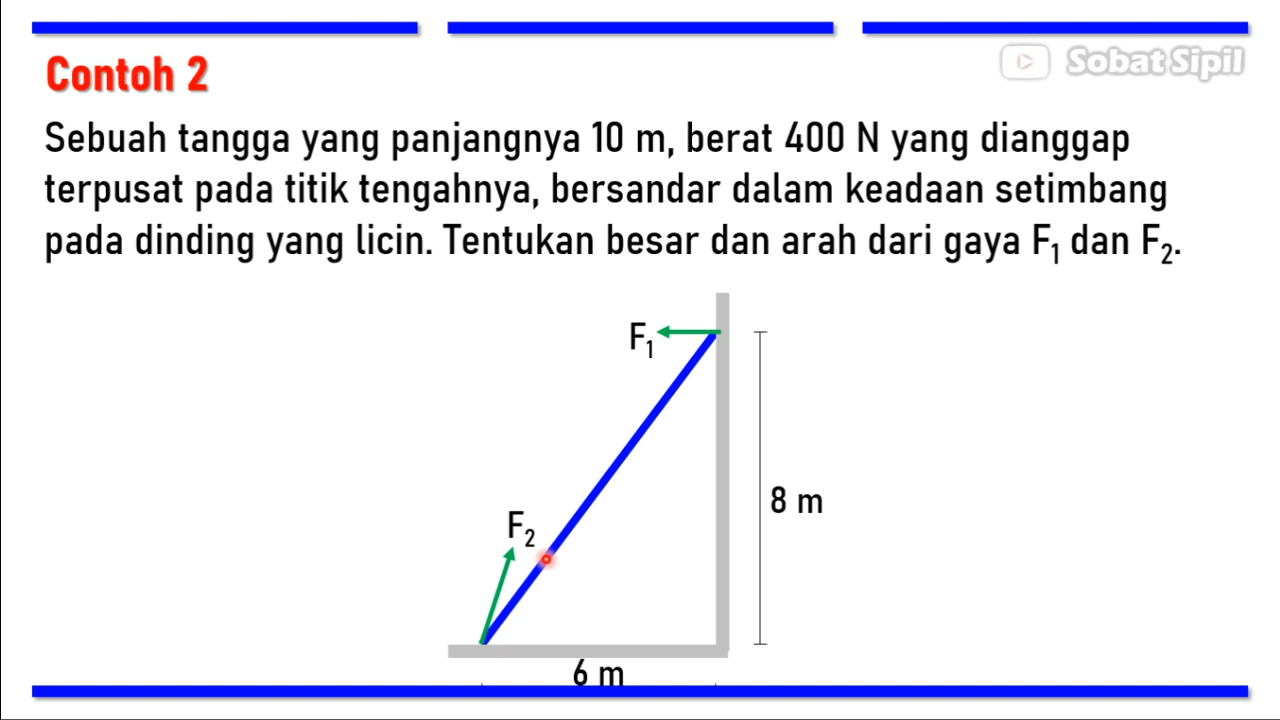 Sobat Sipil
Contoh 2
Sebuah tangga yang panjangnya 10 m, berat 400 N yang dianggap
terpusat pada titik tengahnya, bersandar dalam keadaan setimbang
pada dinding yang licin. Tentukan besar dan arah dari gaya F₁ dan F₂.
F₁
8 m
F₂
6 m